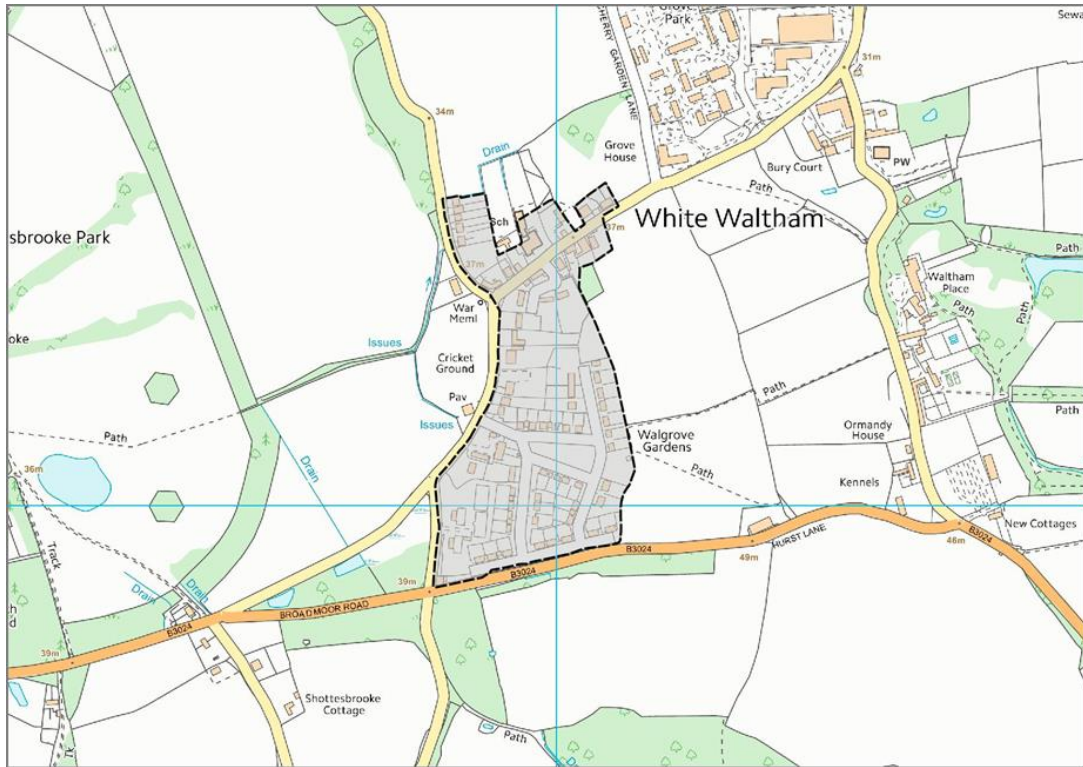 Grove
Park
Sewa
CHERRY GARDEN LANE
31m
34m
Drain
Grove
House
Bury Court
PW
Path
Sch
White Waltham
37m
sbrooke Park
37m
Path
Waltham
Place
Path
Path
War
Meml
oke
Issues
Cricket
Ground
Path
Pav
Path
Issues
Ormandy
House
Path
Walgrove
Gardens
Path
36m
Drain
Kennels
New Cottages
B3024
46m
Track
B3024
HURST LANE
49m
39m
B3024
Drain
Drain
BROADMOOR ROAD
h
d
B3024
39m
Shottesbrooke
Cottage
Path